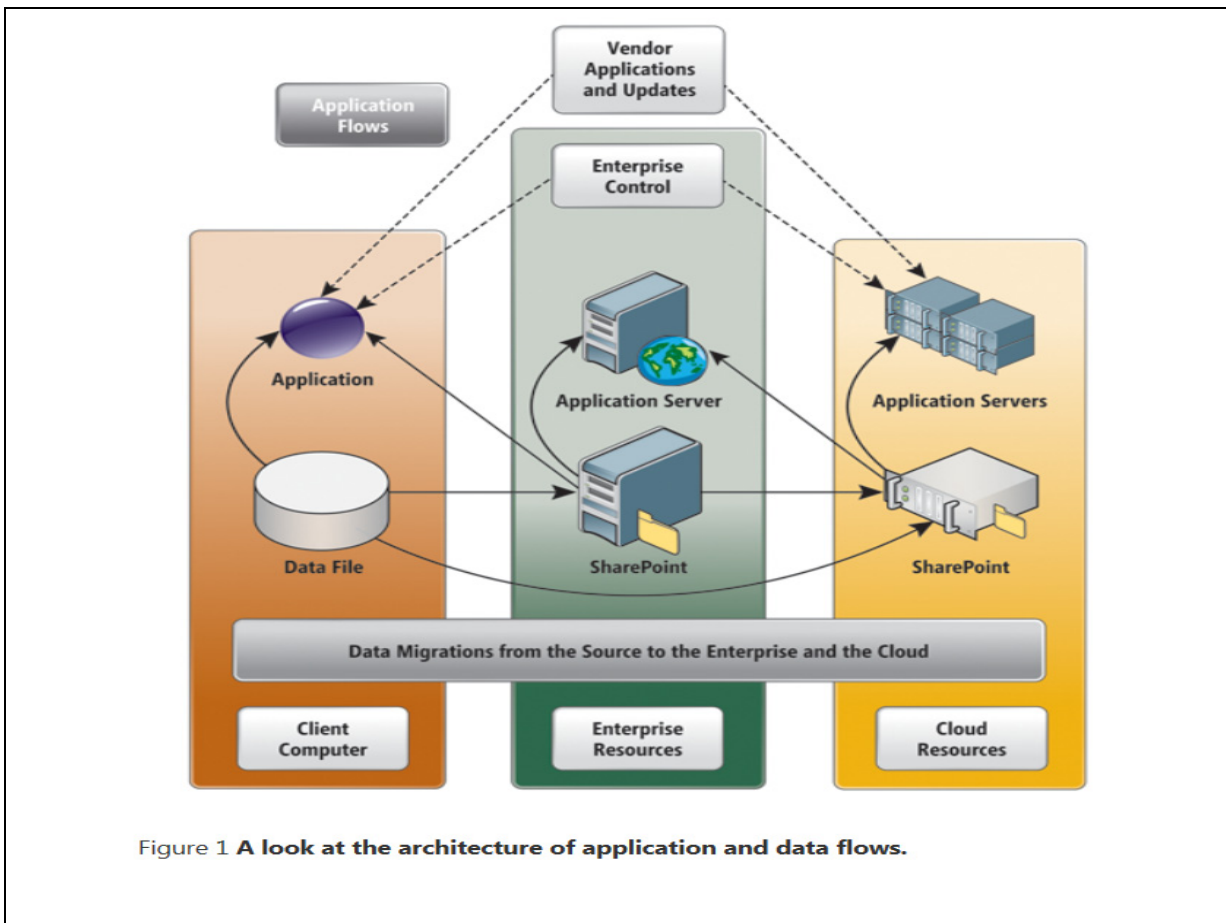 Vendor
Applications
and Updates
Application
Flows
Enterprise
Control
Application
Application Server
Application Servers
Data File
SharePoint
SharePoint
Data Migrations from the Source to the Enterprise and the Cloud
Client
Computer
Enterprise
Resources
Cloud
Resources
Figure 1 A look at the architecture of application and data flows.